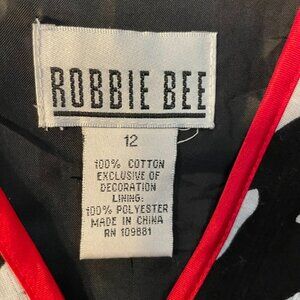 ROBBIE BEE
12
100% COTTON
EXCLUSIVE OF
DECORATION
LINING:
100% POLYESTER
MADE IN CHINA
RN 109881